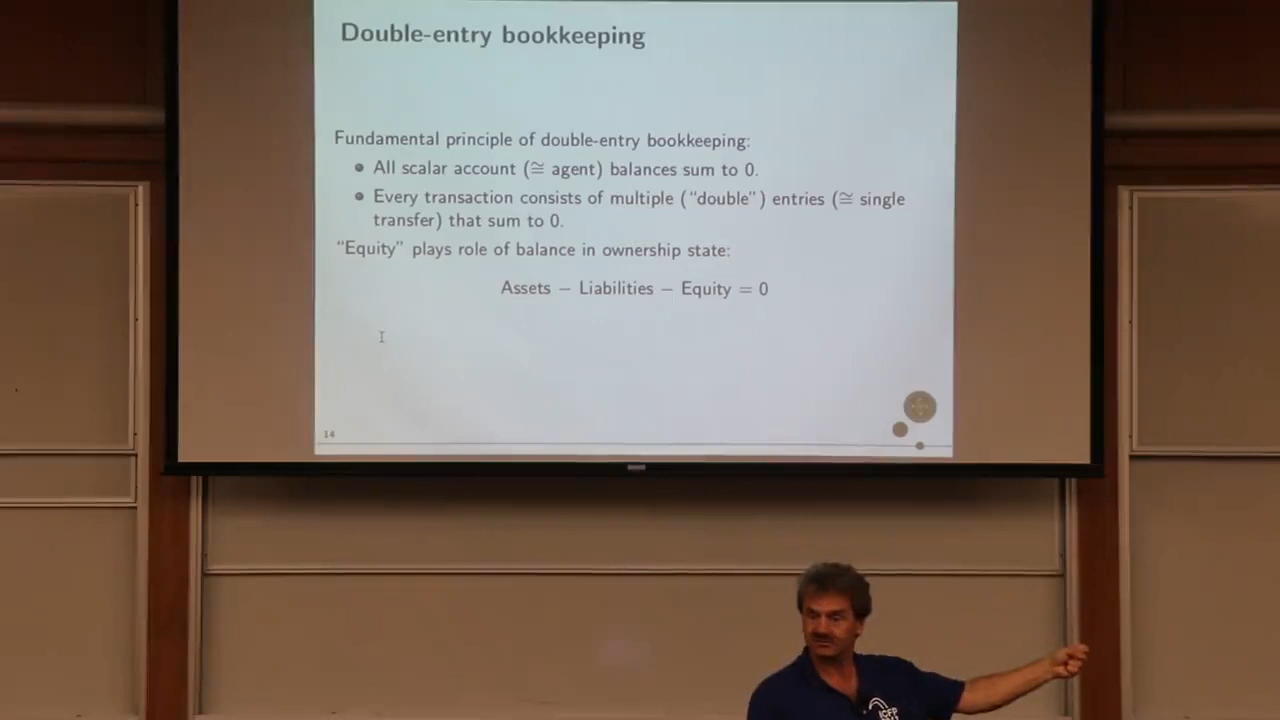 Double-entry bookkeeping
Fundamental principle of double-entry bookkeeping:
All scalar account (≅ agent) balances sum to 0.
Every transaction consists of multiple (“double”) entries (≅ single
transfer) that sum to 0.
“Equity” plays role of balance in ownership state:
Assets − Liabilities − Equity = 0
14
ICFP